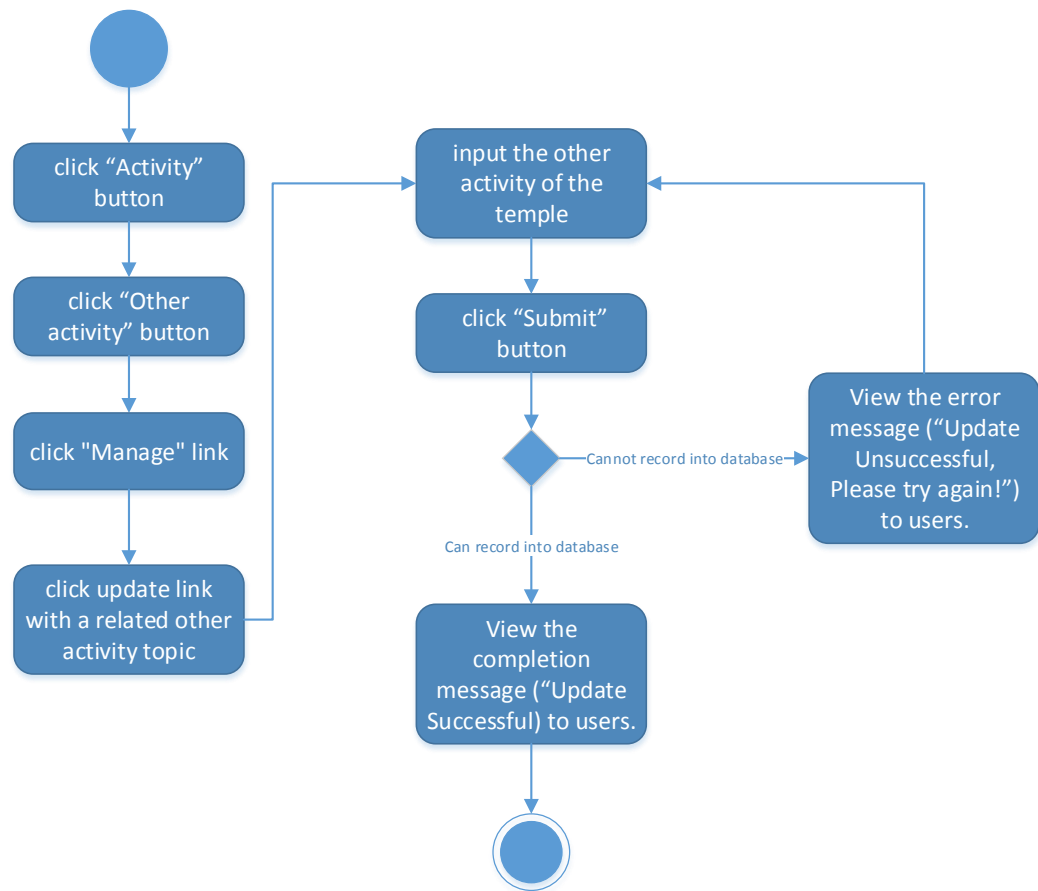 click “Activity”
button
click “Other
activity” button
click "Manage" link
click update link
with a related other
activity topic
input the other
activity of the
temple
click “Submit”
button
Cannot record into database
View the error
message (“Update
Unsuccessful,
Please try again!”)
to users.
Can record into database
View the
completion
message (“Update
Successful) to users.